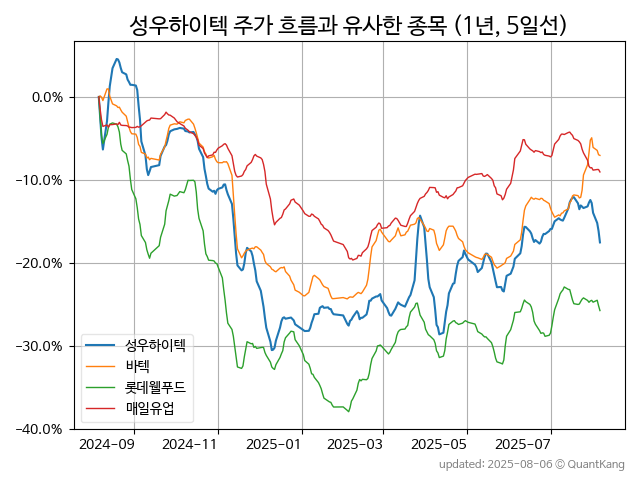 성우하이텍 주가 흐름과 유사한 종목 (1년, 5일선)
0.0%
-10.0%
-20.0%
-30.0%
-40.0%
성우하이텍
바텍
롯데웰푸드
매일유업
2024-09 2024-11 2025-01 2025-03 2025-05 2025-07
updated: 2025-08-06 © QuantKang